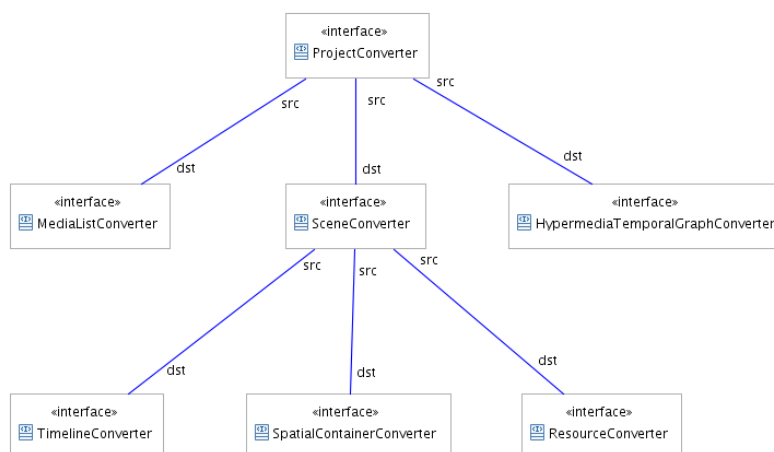 «interface»
ProjectConverter
src
src
src
dst
dst
dst
«interface»
MediaListConverter
«interface»
SceneConverter
«interface»
HypermediaTemporalGraphConverter
src
src
src
dst
dst
dst
«interface»
TimelineConverter
«interface»
SpatialContainerConverter
«interface»
ResourceConverter